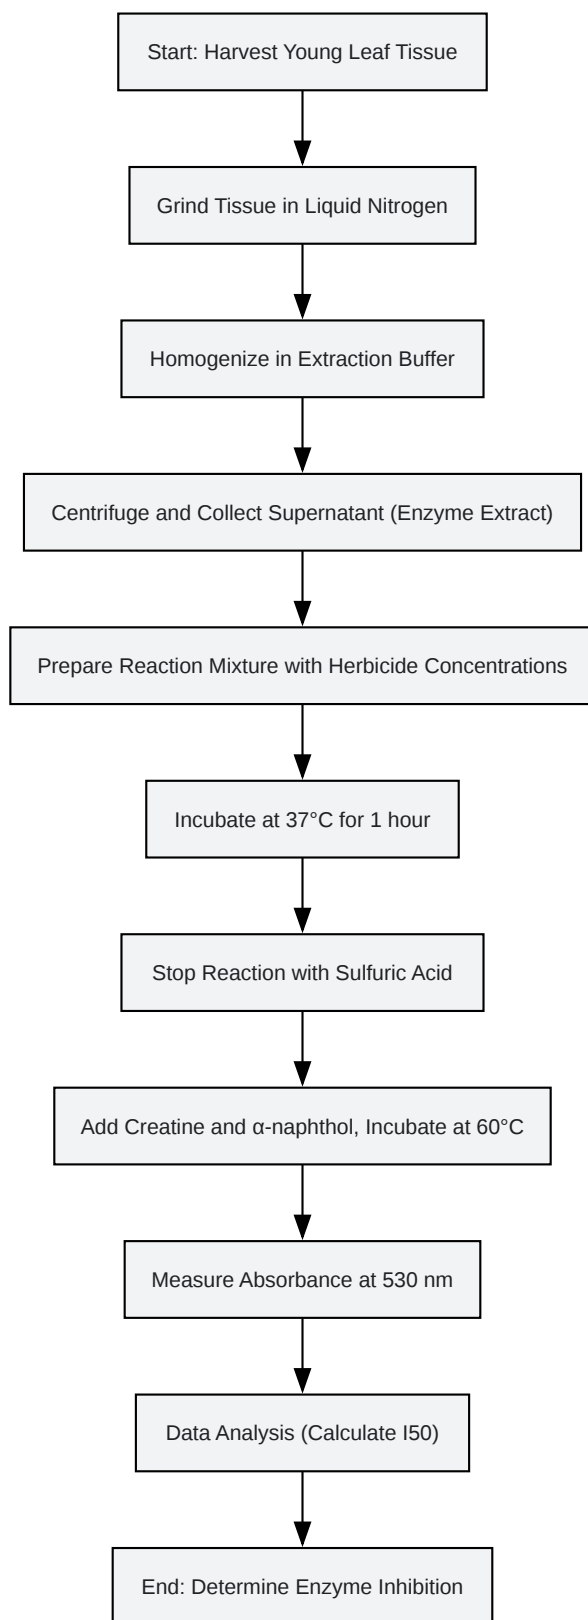 Start: Harvest Young Leaf Tissue
Grind Tissue in Liquid Nitrogen
Homogenize in Extraction Buffer
Centrifuge and Collect Supernatant (Enzyme Extract)
Prepare Reaction Mixture with Herbicide Concentrations
Incubate at 37°C for 1 hour
Stop Reaction with Sulfuric Acid
Add Creatine and α-naphthol, Incubate at 60°C
Measure Absorbance at 530 nm
Data Analysis (Calculate I50)
End: Determine Enzyme Inhibition